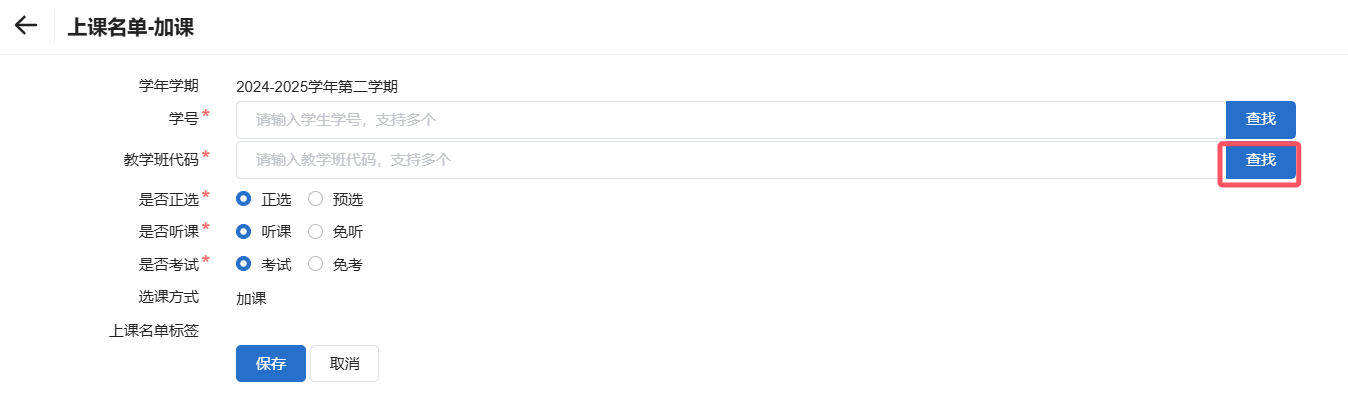 上课名单-加课
学年学期 2024-2025学年第二学期
学号* 请输入学生学号，支持多个 查找
教学班代码* 请输入教学班代码，支持多个 查找
是否正选* 正选 预选
是否听课* 听课 免听
是否考试* 考试 免考
选课方式 加课
上课名单标签
保存 取消